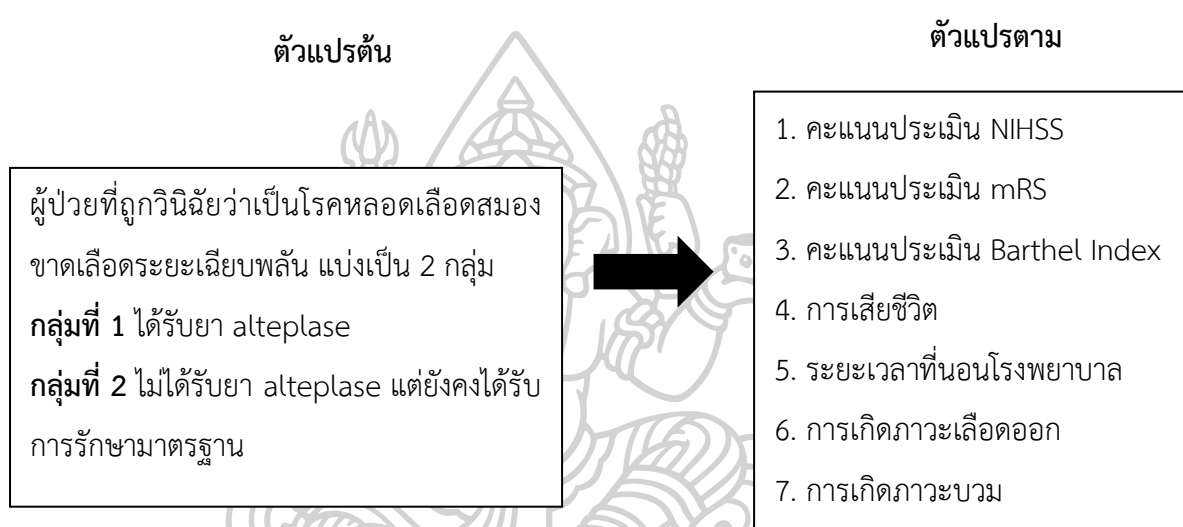 ตัวแปรต้น
ผู้ป่วยที่ถูกวินิฉัยว่าเป็นโรคหลอดเลือดสมอง
ขาดเลือดระยะเฉียบพลัน แบ่งเป็น 2 กลุ่ม
กลุ่มที่ 1 ได้รับยา alteplase
กลุ่มที่ 2 ไม่ได้รับยา alteplase แต่ยังคงได้รับ
การรักษามาตรฐาน
ตัวแปรตาม
1. คะแนนประเมิน NIHSS
2. คะแนนประเมิน mRS
3. คะแนนประเมิน Barthel Index
4. การเสียชีวิต
5. ระยะเวลาที่นอนโรงพยาบาล
6. การเกิดภาวะเลือดออก
7. การเกิดภาวะบวม